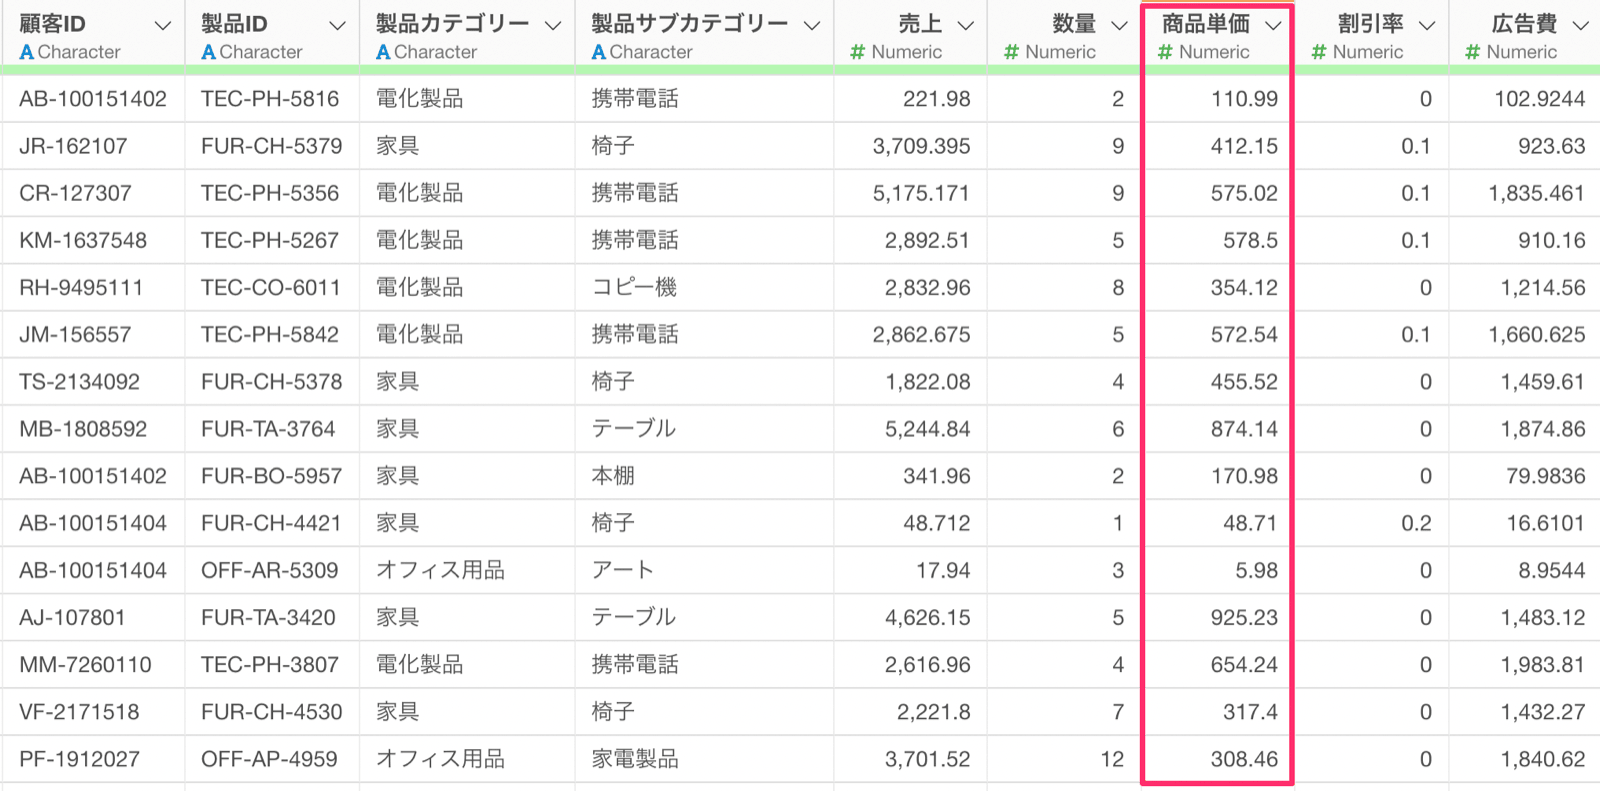 顧客ID 製品ID 製品カテゴリー 製品サブカテゴリー 売上 数量 商品単価 割引率 広告費
A Character A Character A Character A Character # Numeric # Numeric # Numeric # Numeric # Numeric
AB-100151402 TEC-PH-5816 電化製品 携帯電話 221.98 2 110.99 0 102.9244
JR-162107 FUR-CH-5379 家具 椅子 3,709.395 9 412.15 0.1 923.63
CR-127307 TEC-PH-5356 電化製品 携帯電話 5,175.171 9 575.02 0.1 1,835.461
KM-1637548 TEC-PH-5267 電化製品 携帯電話 2,892.51 5 578.5 0.1 910.16
RH-9495111 TEC-CO-6011 電化製品 コピー機 2,832.96 8 354.12 0 1,214.56
JM-156557 TEC-PH-5842 電化製品 携帯電話 2,862.675 5 572.54 0.1 1,660.625
TS-2134092 FUR-CH-5378 家具 椅子 1,822.08 4 455.52 0 1,459.61
MB-1808592 FUR-TA-3764 家具 テーブル 5,244.84 6 874.14 0 1,874.86
AB-100151402 FUR-BO-5957 家具 本棚 341.96 2 170.98 0 79.9836
AB-100151404 FUR-CH-4421 家具 椅子 48.712 1 48.71 0.2 16.6101
AB-100151404 OFF-AR-5309 オフィス用品 アート 17.94 3 5.98 0 8.9544
AJ-107801 FUR-TA-3420 家具 テーブル 4,626.15 5 925.23 0 1,483.12
MM-7260110 TEC-PH-3807 電化製品 携帯電話 2,616.96 4 654.24 0 1,983.81
VF-2171518 FUR-CH-4530 家具 椅子 2,221.8 7 317.4 0 1,432.27
PF-1912027 OFF-AP-4959 オフィス用品 家電製品 3,701.52 12 308.46 0 1,840.62